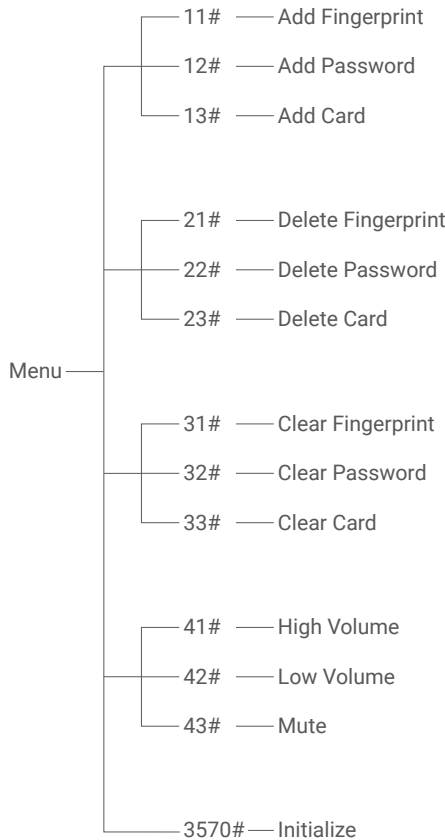 11# Add Fingerprint
12# Add Password
13# Add Card
21# Delete Fingerprint
22# Delete Password
23# Delete Card
Menu
31# Clear Fingerprint
32# Clear Password
33# Clear Card
41# High Volume
42# Low Volume
43# Mute
3570# Initialize